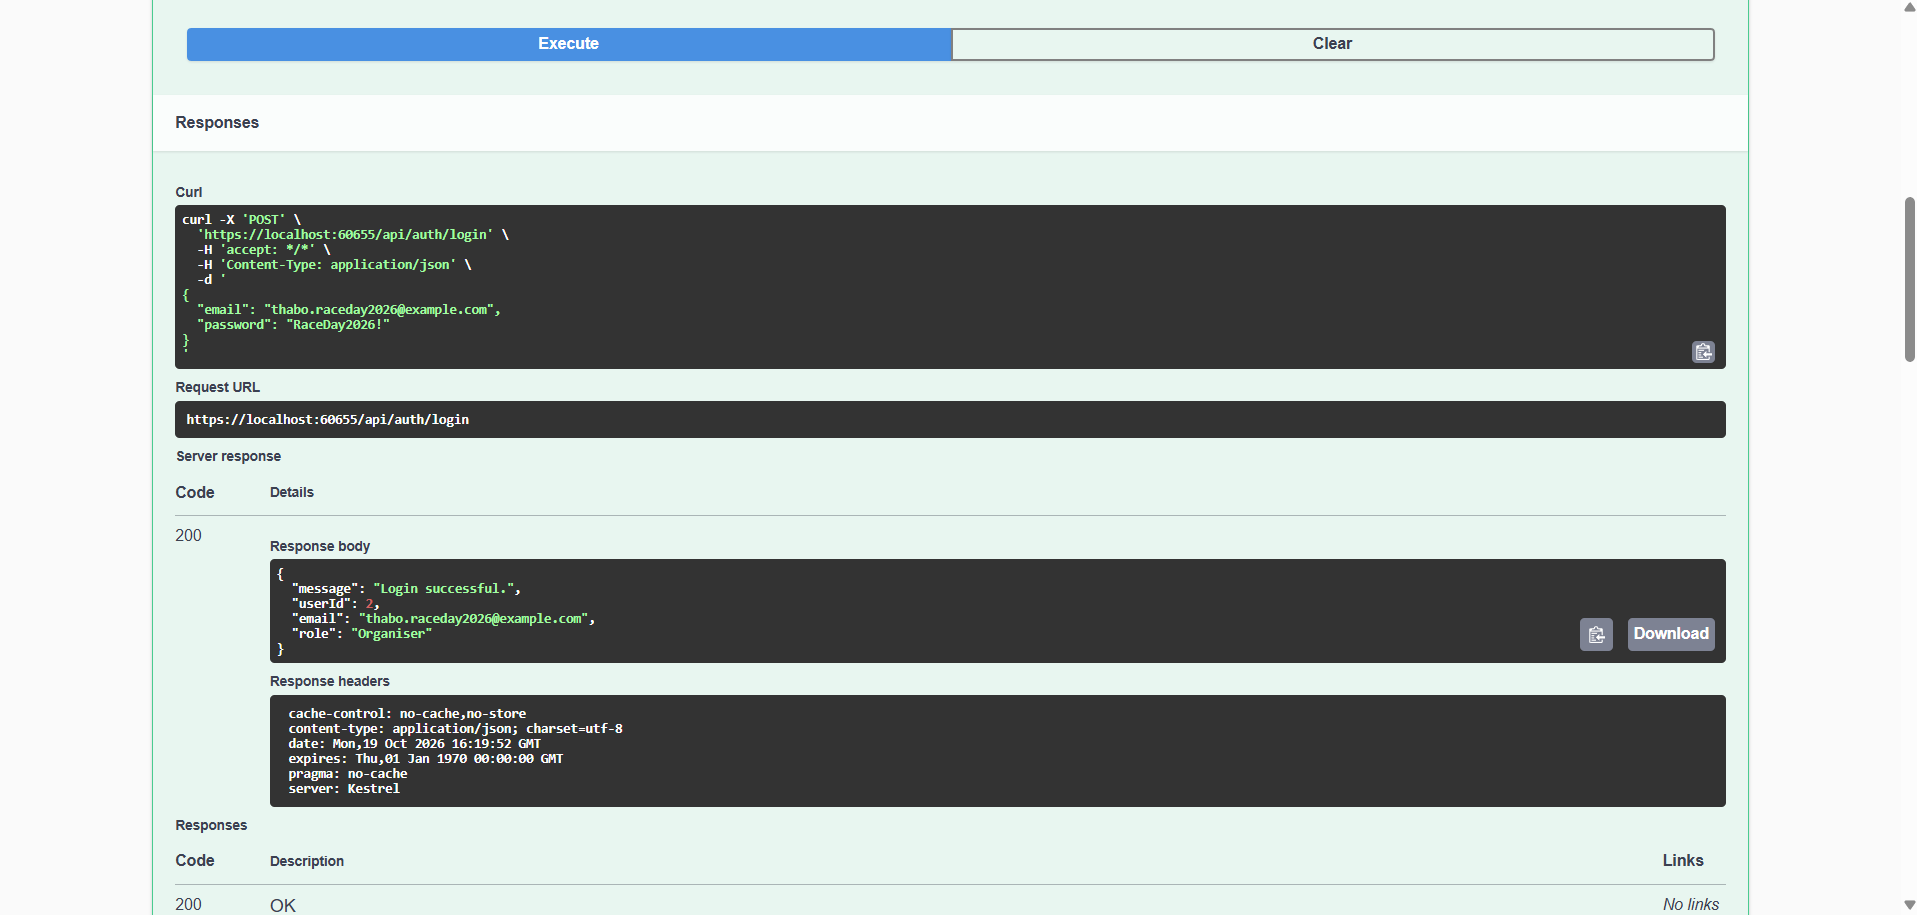 Execute
Clear
Responses
Curl
curl -X 'POST' \
  'https://localhost:60655/api/auth/login' \
  -H 'accept: */*' \
  -H 'Content-Type: application/json' \
  -d '
{
  "email": "thabo.raceday2026@example.com",
  "password": "RaceDay2026!"
}
'
Request URL
https://localhost:60655/api/auth/login
Server response
Code Details
200
Response body
{
  "message": "Login successful.",
  "userId": 2,
  "email": "thabo.raceday2026@example.com",
  "role": "Organiser"
}
Download
Response headers
cache-control: no-cache,no-store
content-type: application/json; charset=utf-8
date: Mon,19 Oct 2026 16:19:52 GMT
expires: Thu,01 Jan 1970 00:00:00 GMT
pragma: no-cache
server: Kestrel
Responses
Code Description Links
200 OK No links